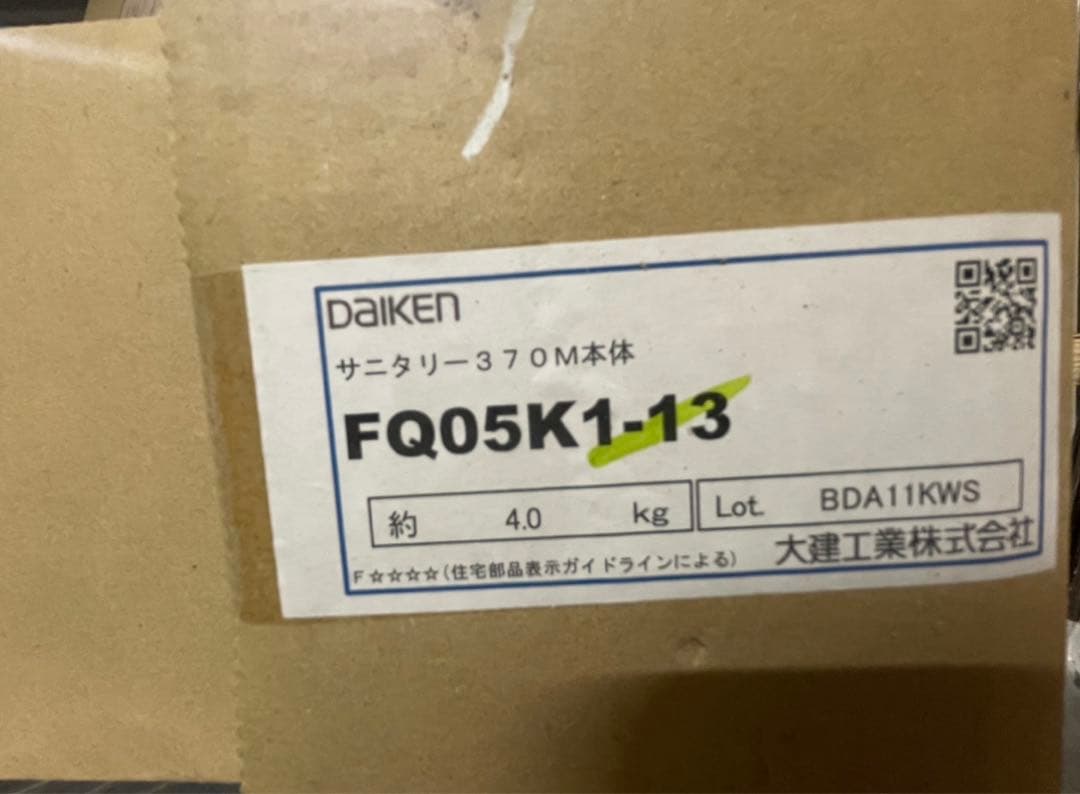 DAIKEN
サニタリー370M本体
FQ05K1-13
約 4.0 kg
Lot. BDA11KWS
F☆☆☆☆(住宅部品表示ガイドラインによる)
大建工業株式会社